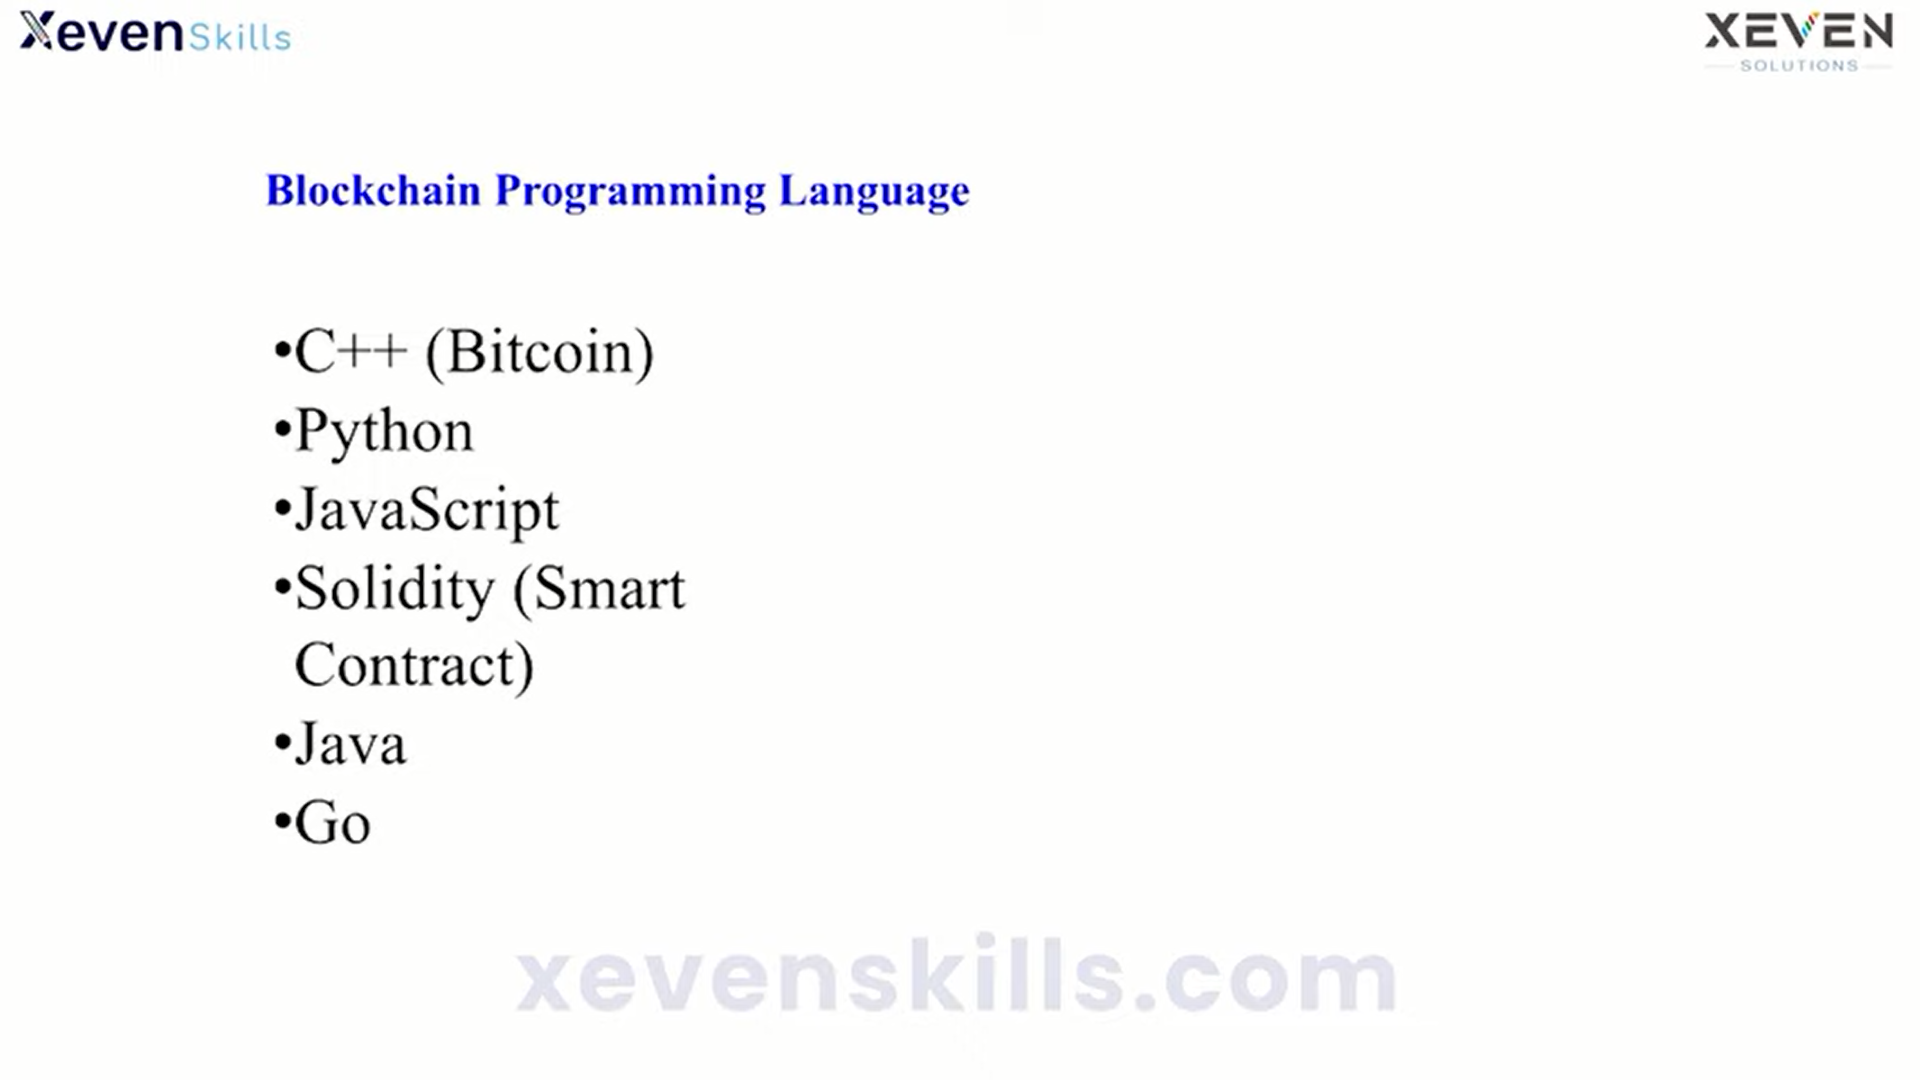 XevenSkills
XEVEN
SOLUTIONS
Blockchain Programming Language
•C++ (Bitcoin)
•Python
•JavaScript
•Solidity (Smart
Contract)
•Java
•Go
xevenskills.com